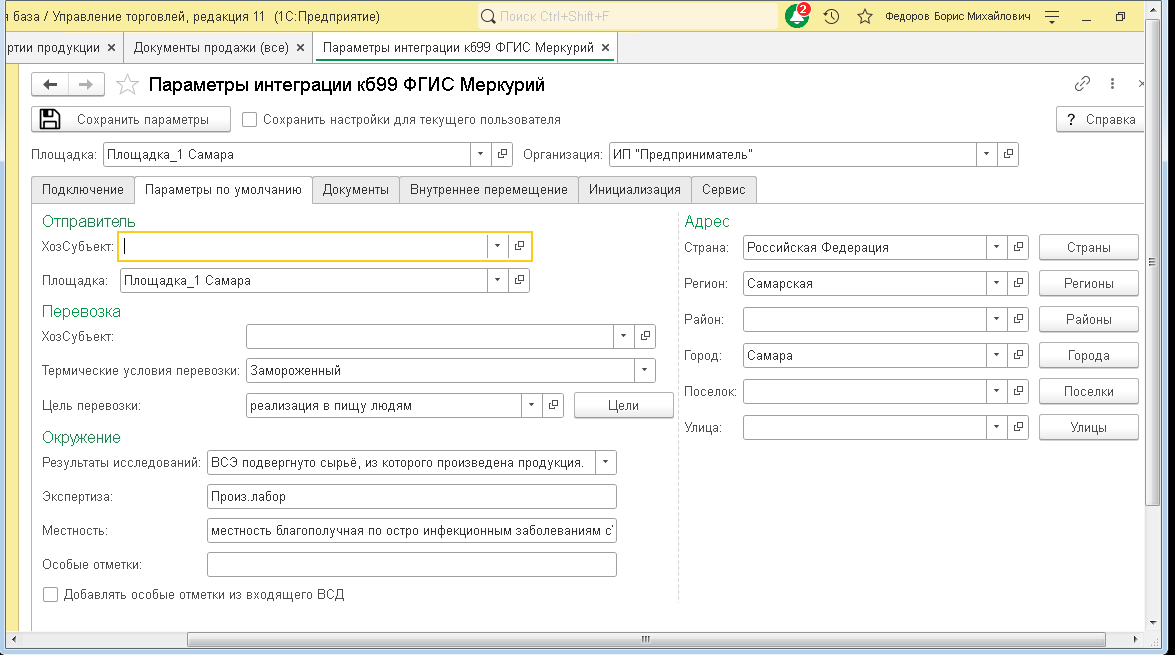 я база / Управление торговлей, редакция 11 (1С:Предприятие)
Поиск Ctrl+Shift+F
2
Федоров Борис Михайлович
ртии продукции ×
Документы продажи (все) ×
Параметры интеграции кб99 ФГИС Меркурий ×
Параметры интеграции кб99 ФГИС Меркурий
Сохранить параметры
Сохранить настройки для текущего пользователя
? Справка
Площадка: Площадка_1 Самара
Организация: ИП "Предприниматель"
Подключение
Параметры по умолчанию
Документы
Внутреннее перемещение
Инициализация
Сервис
Отправитель
ХозСубъект:
Площадка: Площадка_1 Самара
Перевозка
ХозСубъект:
Термические условия перевозки: Замороженный
Цель перевозки: реализация в пищу людям
Цели
Окружение
Результаты исследований: ВСЭ подвергнуто сырьё, из которого произведена продукция.
Экспертиза: Произ.лабор
Местность: местность благополучная по остро инфекционным заболеваниям с
Особые отметки:
Добавлять особые отметки из входящего ВСД
Адрес
Страна: Российская Федерация Страны
Регион: Самарская Регионы
Район: Районы
Город: Самара Города
Поселок: Поселки
Улица: Улицы